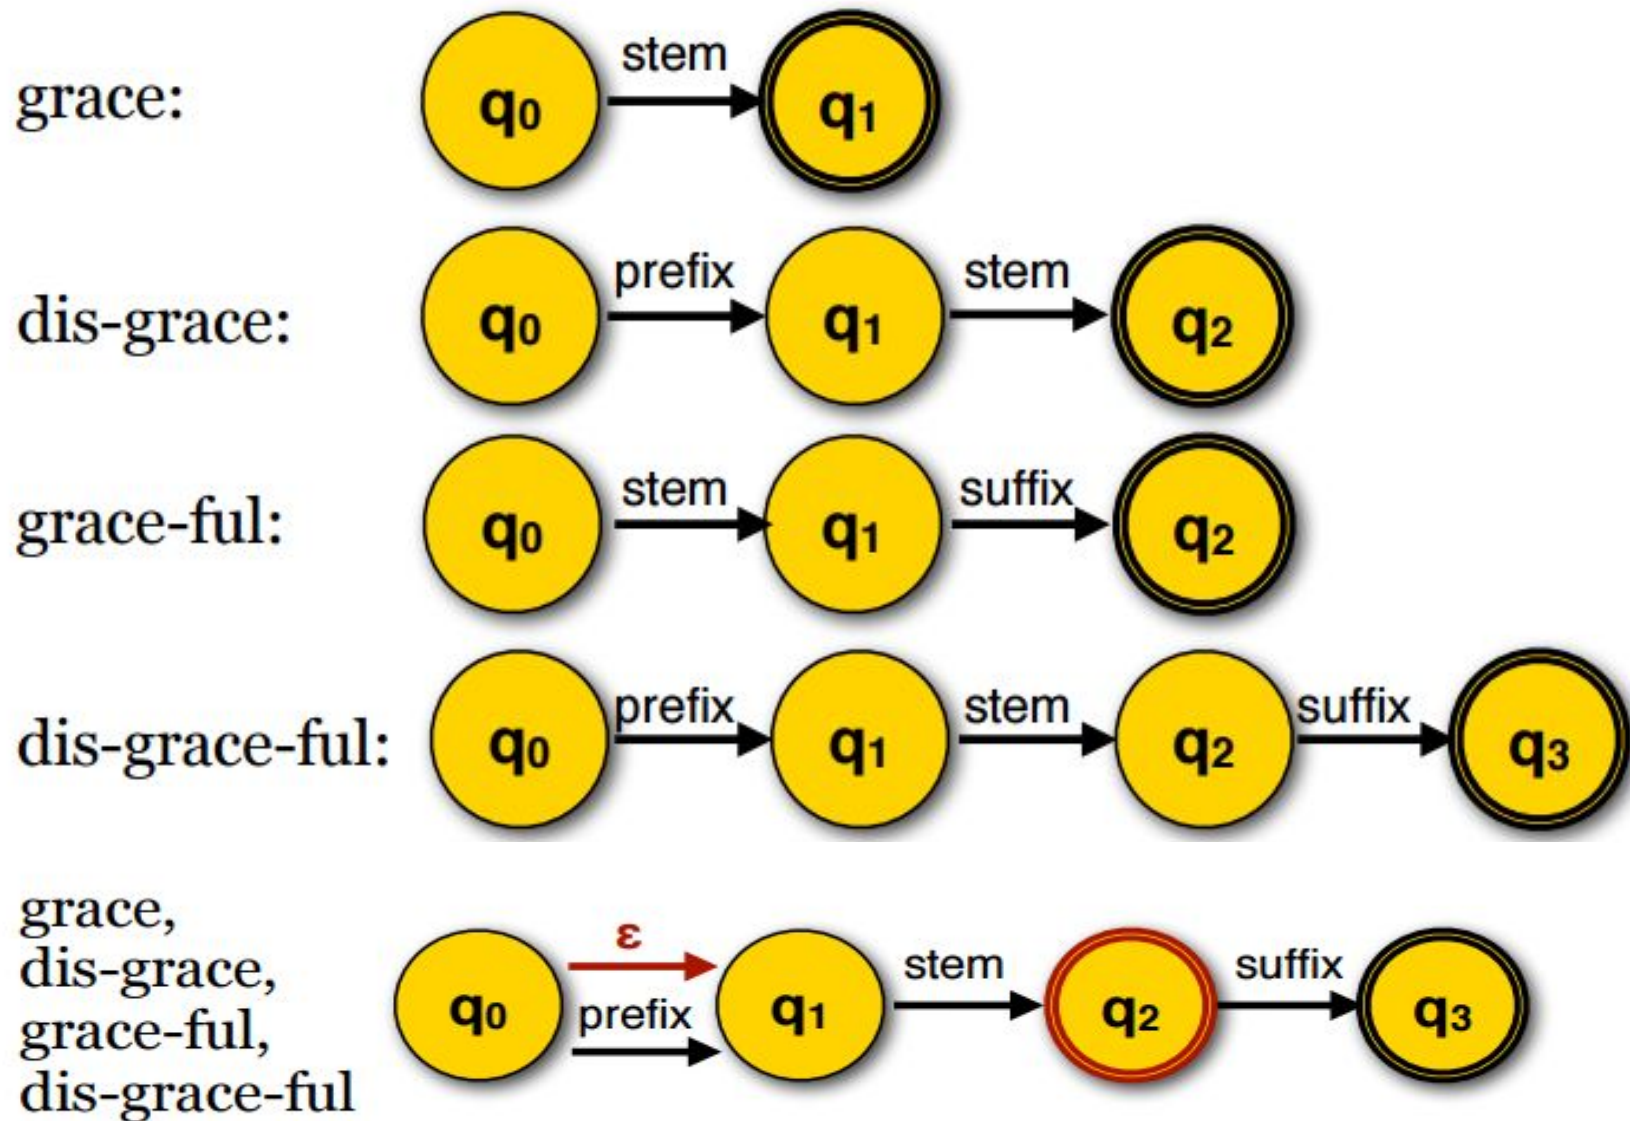 grace: q₀ stem q₁
dis-grace: q₀ prefix q₁ stem q₂
grace-ful: q₀ stem q₁ suffix q₂
dis-grace-ful: q₀ prefix q₁ stem q₂ suffix q₃
grace,
dis-grace,
grace-ful,
dis-grace-ful
q₀ ε prefix q₁ stem q₂ suffix q₃